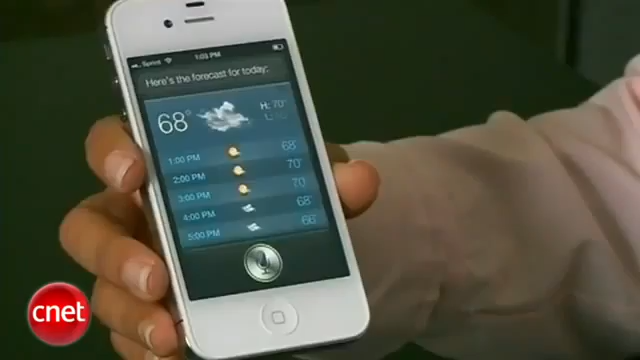 Sprint 1:03 PM
Here's the forecast for today:
68° H: 70°
1:00 PM 68°
2:00 PM 70°
3:00 PM 70
4:00 PM 68°
5:00 PM 66°
cnet